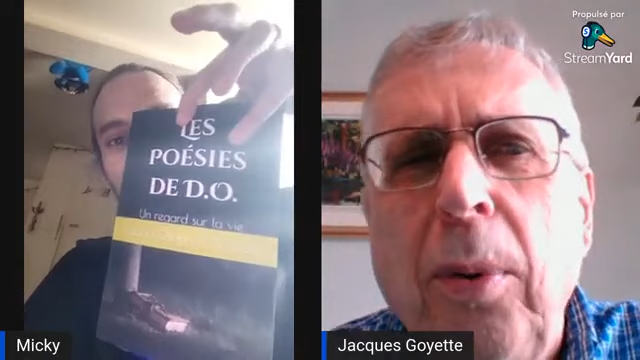 Propulsé par
StreamYard
LES
POÉSIES
DE D.O.
Un regard sur la vie
Micky
Jacques Goyette